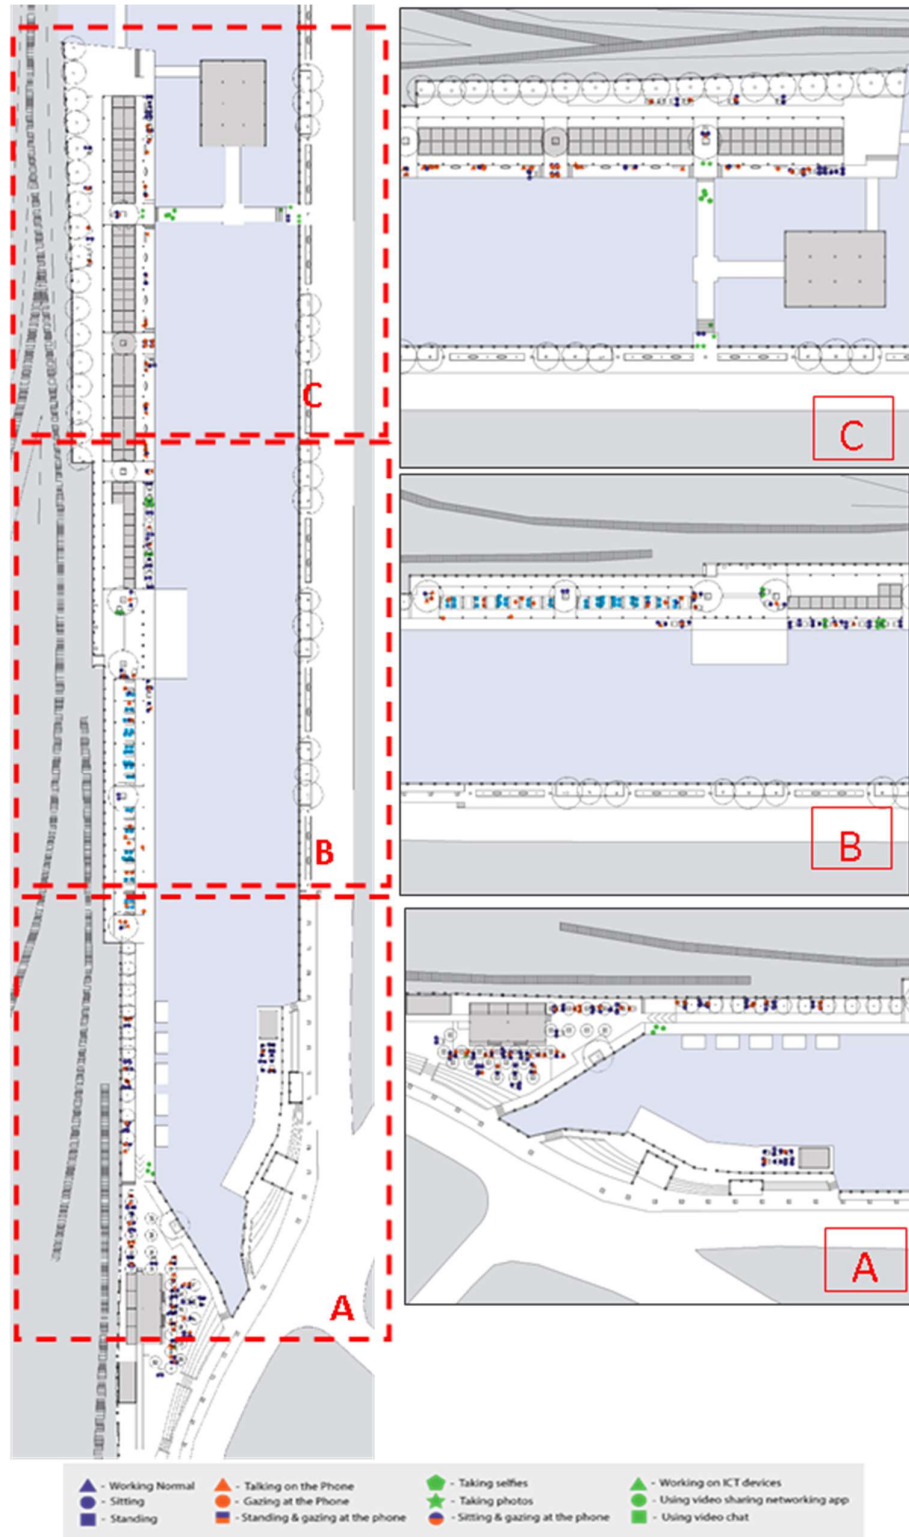 C
C
B
B
A
A
- Working Normal
- Talking on the Phone
- Taking selfies
- Working on ICT devices
- Sitting
- Gazing at the Phone
- Taking photos
- Using video sharing networking app
- Standing
- Standing & gazing at the phone
- Sitting & gazing at the phone
- Using video chat